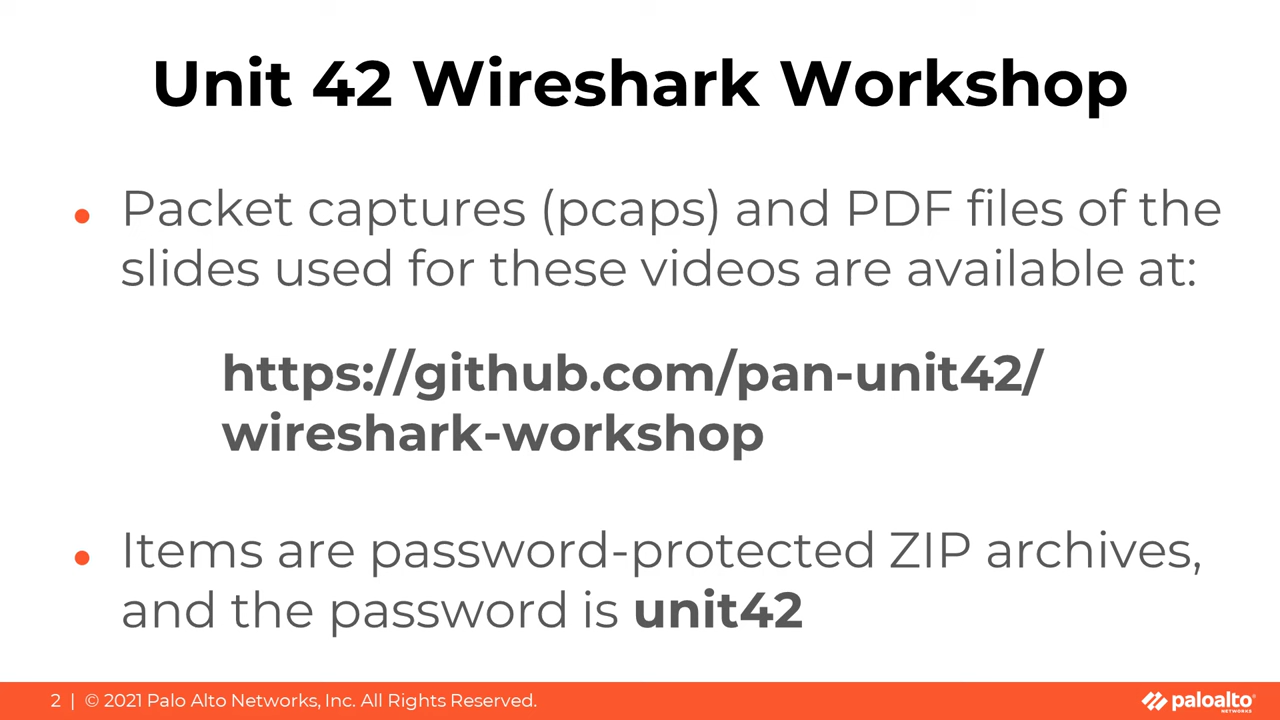 Unit 42 Wireshark Workshop
• Packet captures (pcaps) and PDF files of the
slides used for these videos are available at:
https://github.com/pan-unit42/
wireshark-workshop
• Items are password-protected ZIP archives,
and the password is unit42
2 | © 2021 Palo Alto Networks, Inc. All Rights Reserved.
paloalto®
NETWORKS